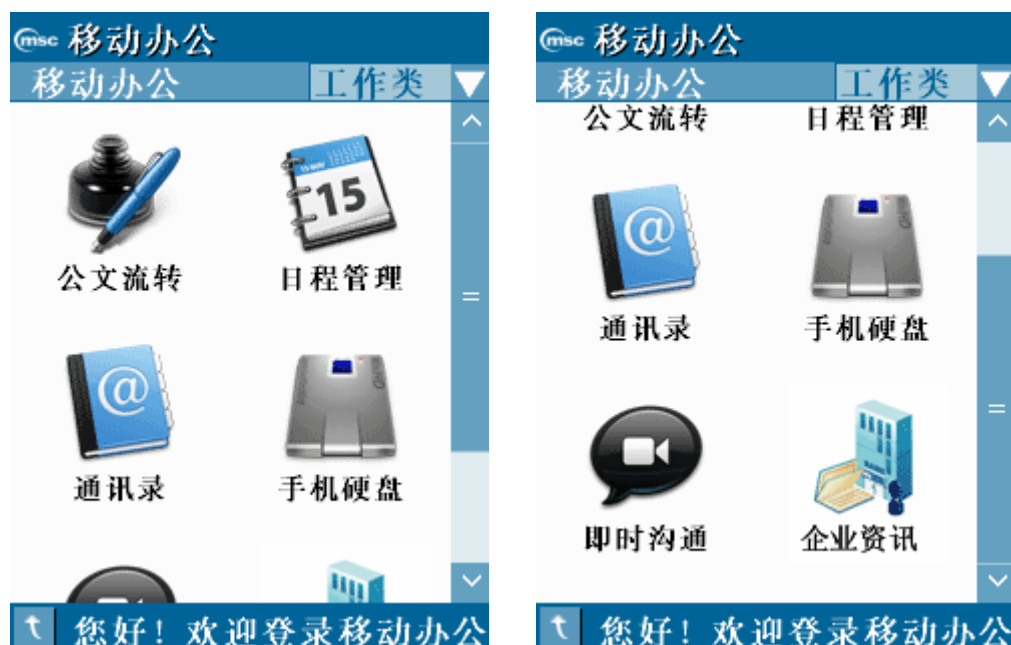 msc 移动办公
移动办公 工作类
15
公文流转 日程管理
@
通讯录 手机硬盘
您好！欢迎登录移动办公
msc 移动办公
移动办公 工作类
公文流转 日程管理
@
通讯录 手机硬盘
即时沟通 企业资讯
您好！欢迎登录移动办公